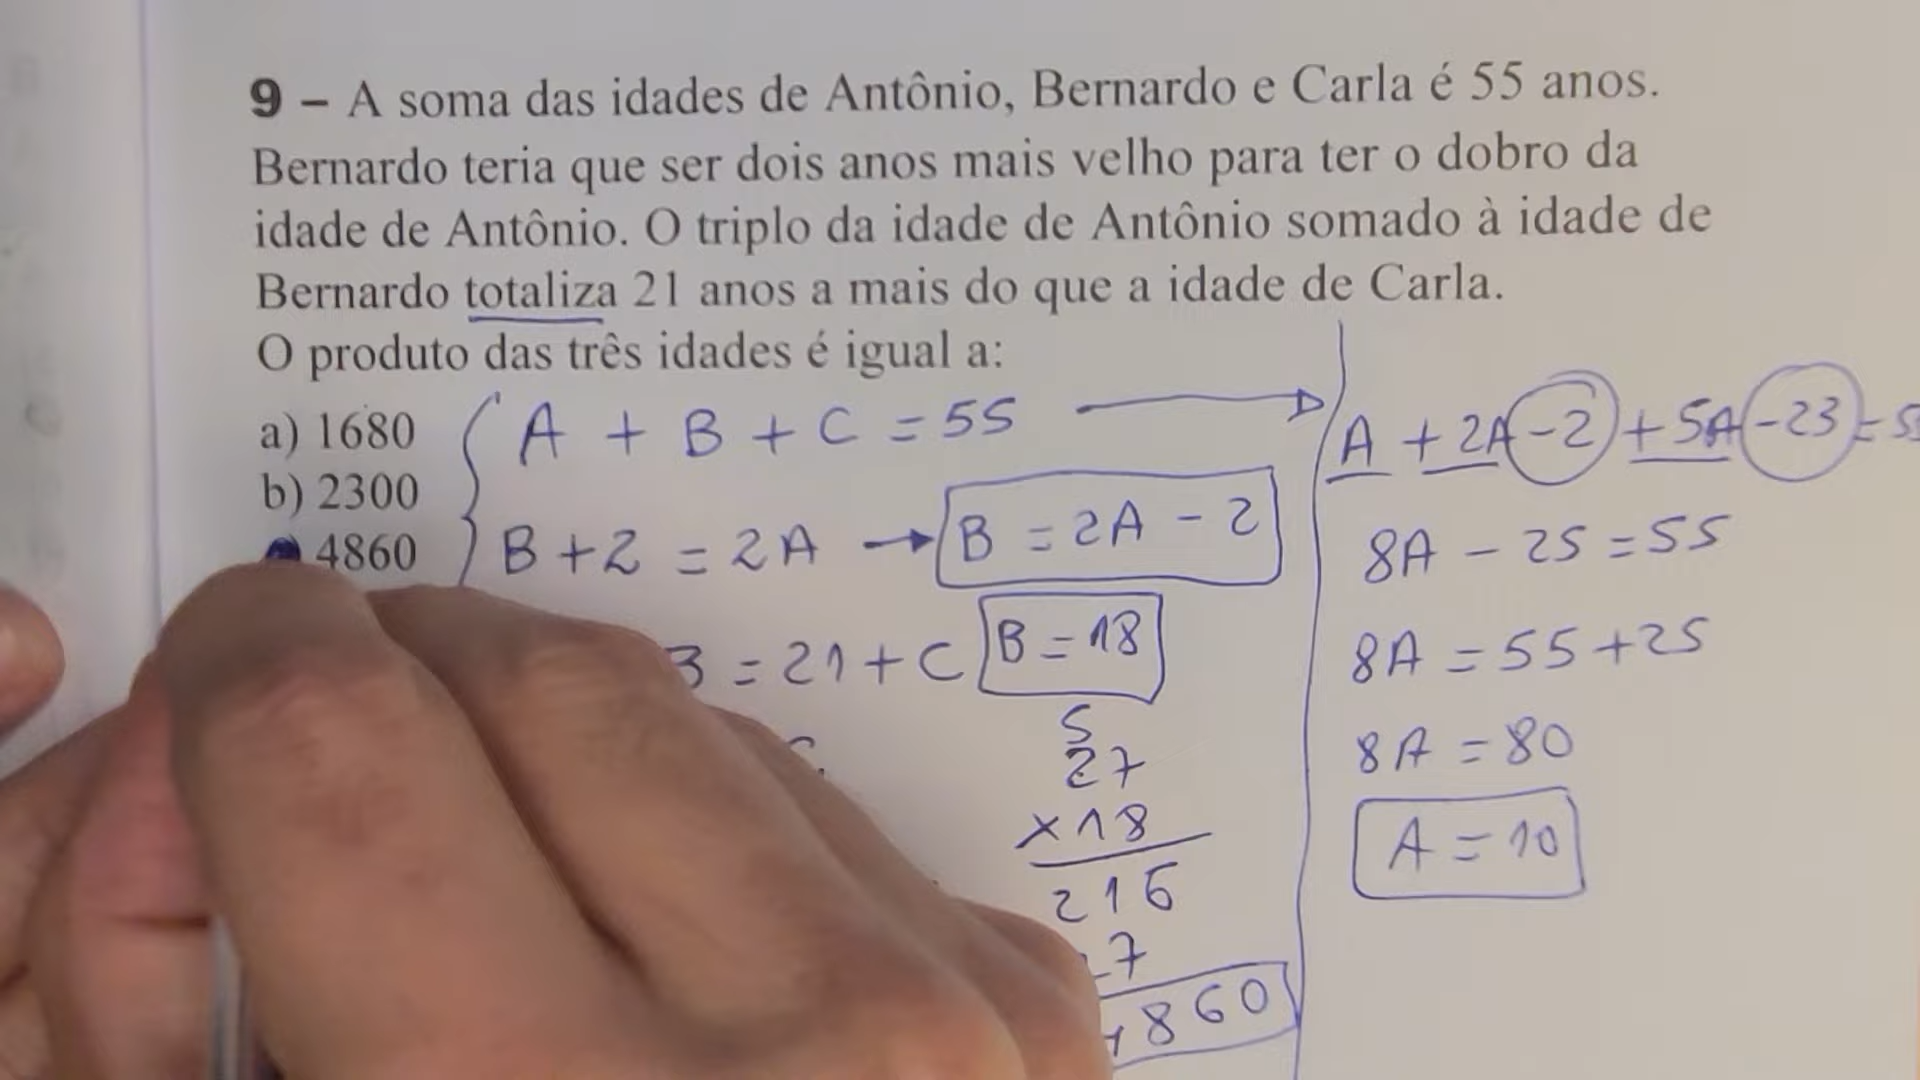 9 – A soma das idades de Antônio, Bernardo e Carla é 55 anos.
Bernardo teria que ser dois anos mais velho para ter o dobro da
idade de Antônio. O triplo da idade de Antônio somado à idade de
Bernardo totaliza 21 anos a mais do que a idade de Carla.
O produto das três idades é igual a:
a) 1680
b) 2300
4860
A + B + C = 55
B + 2 = 2A → B = 2A - 2
B = 21 + C
B = 18
5
27
x 18
216
7
860
A + 2A - 2 + 5A - 23 =
8A - 25 = 55
8A = 55 + 25
8A = 80
A = 10